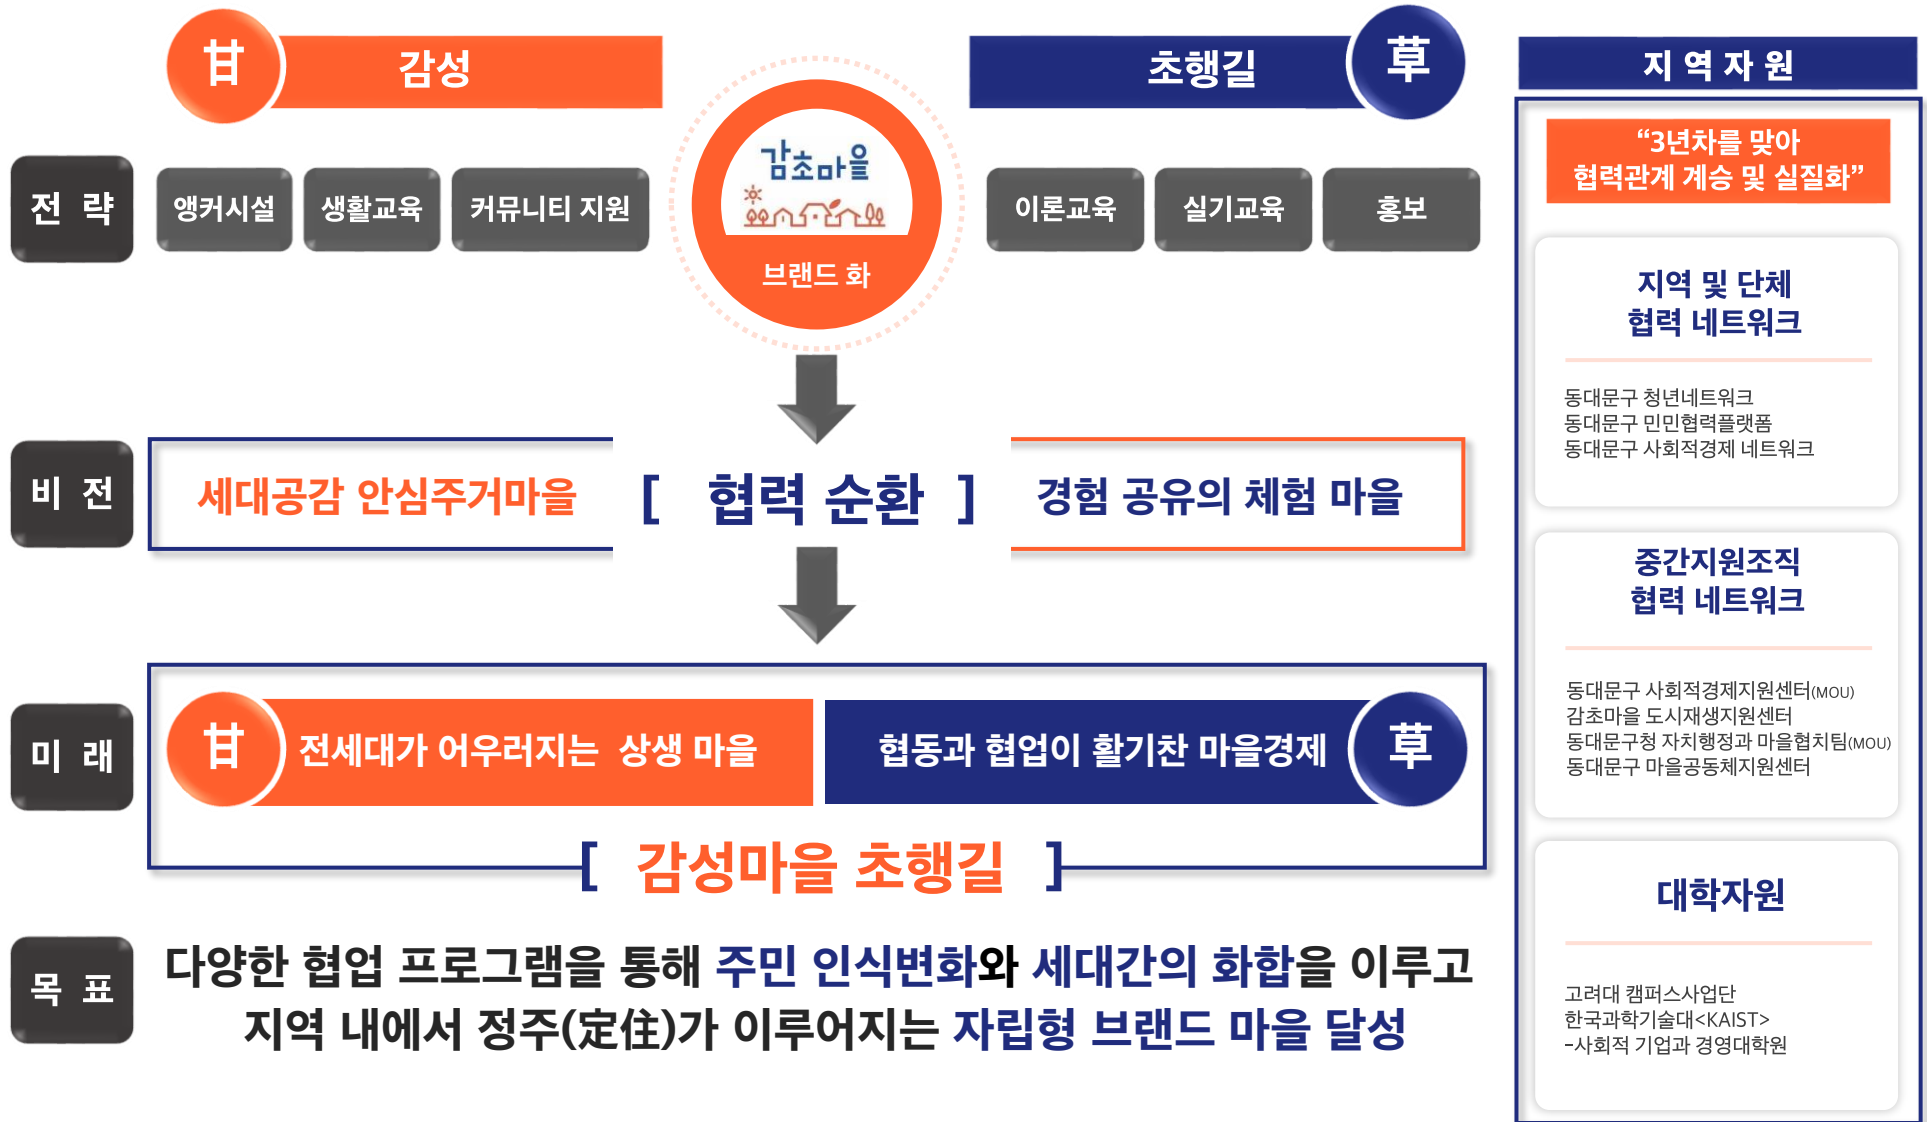 甘
감성
초행길
草
전 략
앵커시설
생활교육
커뮤니티 지원
감초마을
브랜드 화
이론교육
실기교육
홍보
비 전
세대공감 안심주거마을
[ 협력 순환 ]
경험 공유의 체험 마을
미 래
甘
전세대가 어우러지는 상생 마을
협동과 협업이 활기찬 마을경제
草
[ 감성마을 초행길 ]
목 표
다양한 협업 프로그램을 통해 주민 인식변화와 세대간의 화합을 이루고
지역 내에서 정주(定住)가 이루어지는 자립형 브랜드 마을 달성
지 역 자 원
“3년차를 맞아
협력관계 계승 및 실질화”
지역 및 단체
협력 네트워크
동대문구 청년네트워크
동대문구 민민협력플랫폼
동대문구 사회적경제 네트워크
중간지원조직
협력 네트워크
동대문구 사회적경제지원센터(MOU)
감초마을 도시재생지원센터
동대문구청 자치행정과 마을협치팀(MOU)
동대문구 마을공동체지원센터
대학자원
고려대 캠퍼스사업단
한국과학기술대<KAIST>
-사회적 기업과 경영대학원